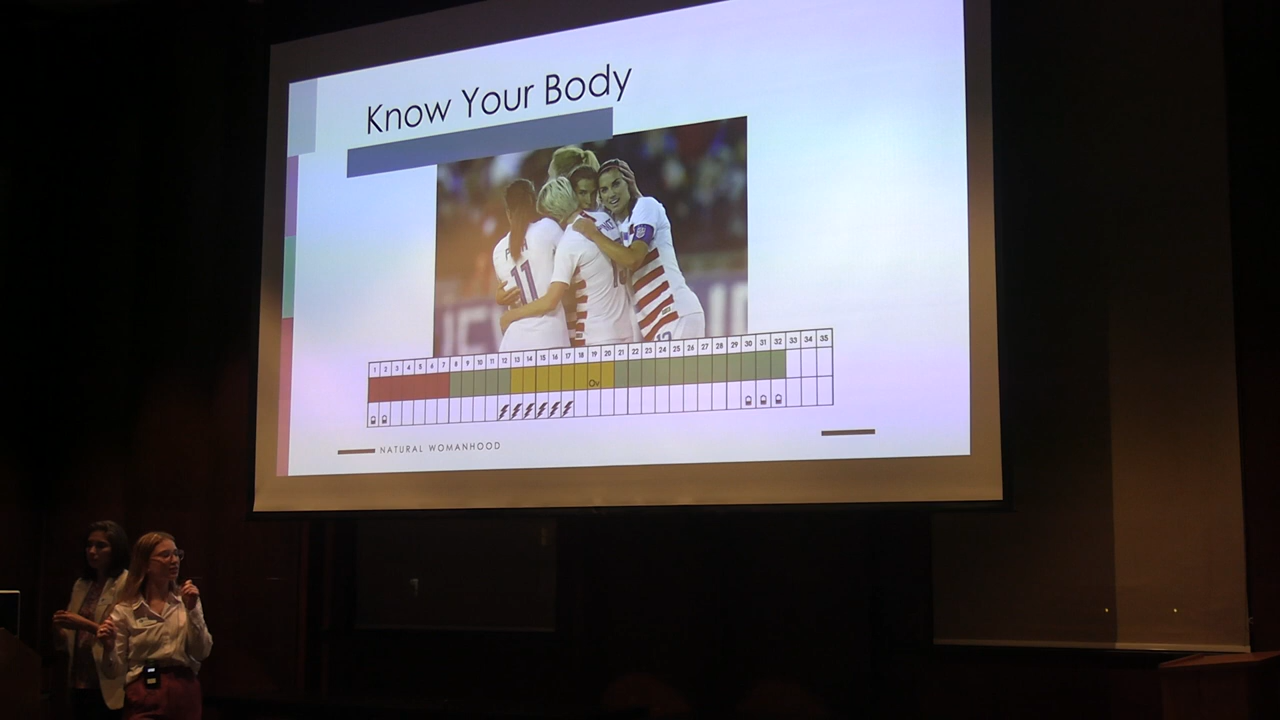 Know Your Body
11
1 2 3 4 5 6 7 8 9 10 11 12 13 14 15 16 17 18 19 20 21 22 23 24 25 26 27 28 29 30 31 32 33 34 35
Ov
NATURAL WOMANHOOD